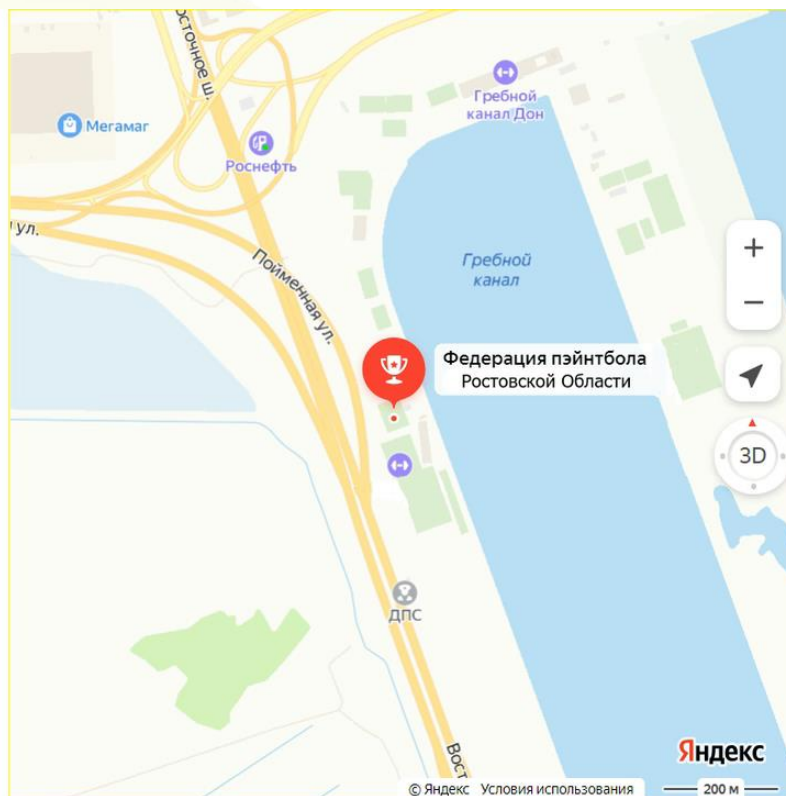 Восточное ш.
Гребной
канал Дон
Мегамаг
Роснефть
ул.
Пойменная ул.
Гребной
канал
Федерация пэйнтбола
Ростовской Области
3D
ДПС
Вост
Яндекс
© Яндекс Условия использования
200 м